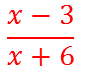 x − 3
x + 6